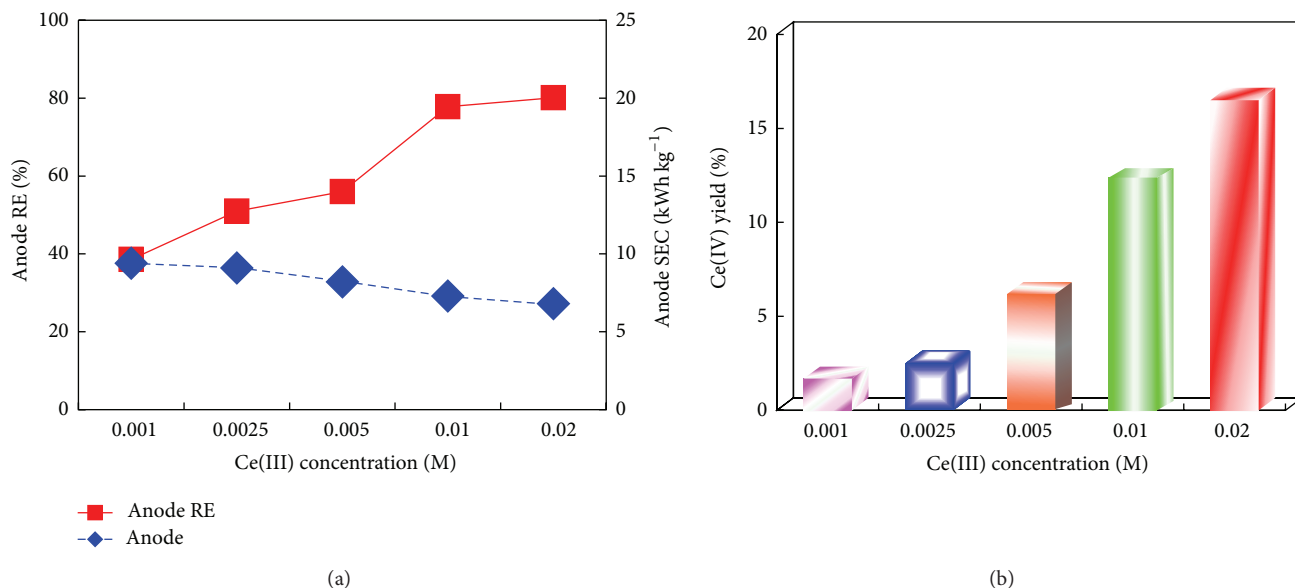 100
80
60
40
20
0
Anode RE (%)
25
20
15
10
5
0
Anode SEC (kWh kg⁻¹)
0.001 0.0025 0.005 0.01 0.02
Ce(III) concentration (M)
Anode RE
Anode
(a)
20
15
10
5
0
Ce(IV) yield (%)
0.001 0.0025 0.005 0.01 0.02
Ce(III) concentration (M)
(b)